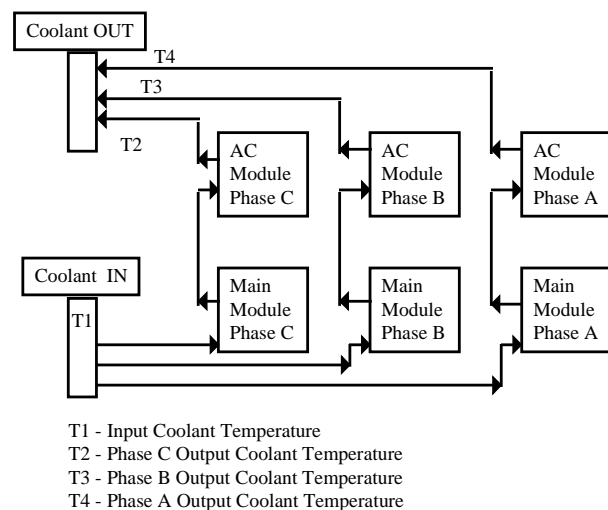 Coolant OUT
T4
T3
T2
AC
Module
Phase C
AC
Module
Phase B
AC
Module
Phase A
Coolant IN
T1
Main
Module
Phase C
Main
Module
Phase B
Main
Module
Phase A
T1 - Input Coolant Temperature
T2 - Phase C Output Coolant Temperature
T3 - Phase B Output Coolant Temperature
T4 - Phase A Output Coolant Temperature